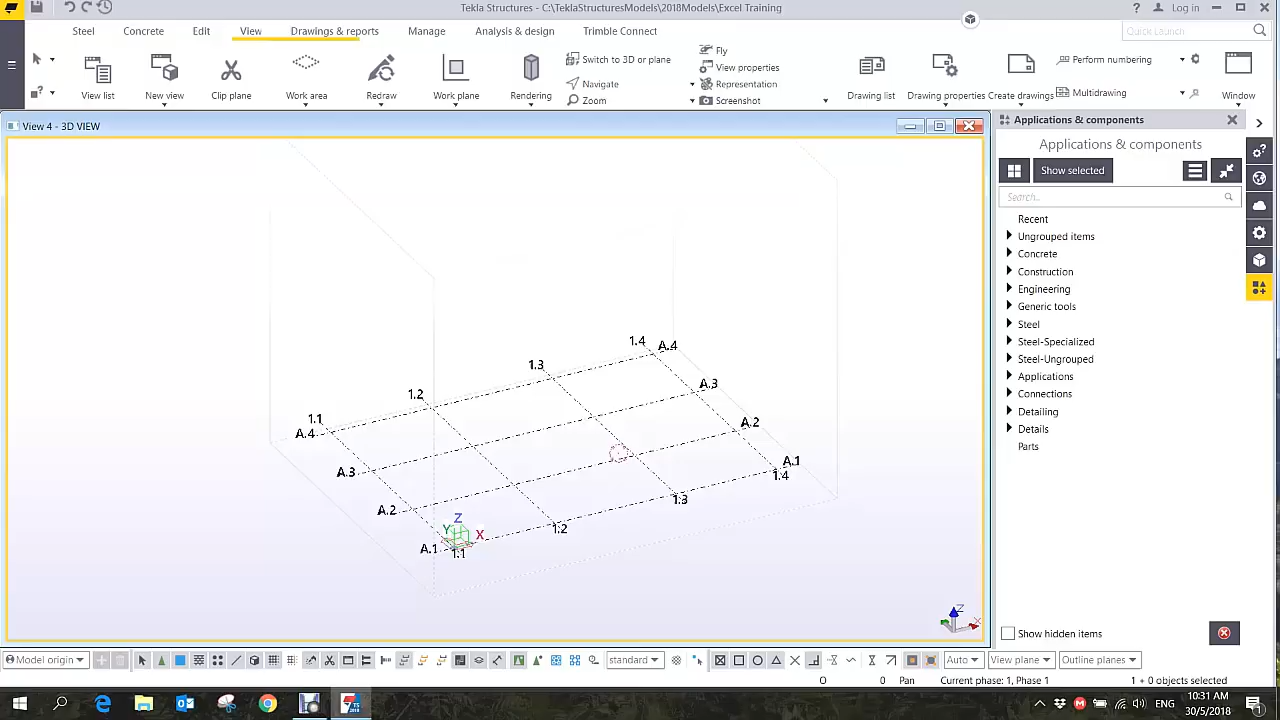 Tekla Structures - C:\TeklaStructuresModels\2018Models\Excel Training
? Log in
Steel Concrete Edit View Drawings & reports Manage Analysis & design Trimble Connect Quick Launch
View list
New view
Clip plane
Work area
Redraw
Work plane
Rendering
Switch to 3D or plane
Navigate
Zoom
Fly
View properties
Representation
Screenshot
Drawing list
Drawing properties
Create drawings
Perform numbering
Multidrawing
Window
View 4 - 3D VIEW
1.4 A.4
1.3
A.3
1.2
1.1
A.4
A.2
A.3
A.1
1.4
1.3
A.2
1.2
Z
Y X
A.1
1.1
Z
X
Applications & components
Applications & components
Show selected
Search...
Recent
Ungrouped items
Concrete
Construction
Engineering
Generic tools
Steel
Steel-Specialized
Steel-Ungrouped
Applications
Connections
Detailing
Details
Parts
Show hidden items
Model origin
standard
Auto
View plane
Outline planes
O 0 Pan Current phase: 1, Phase 1 1 + 0 objects selected
ENG
10:31 AM
30/5/2018